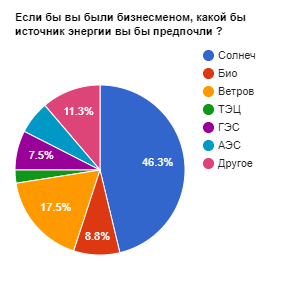 Если бы вы были бизнесменом, какой бы
источник энергии вы бы предпочли ?
Солнеч
Био
Ветров
ТЭЦ
ГЭС
АЭС
Другое
11.3%
7.5%
46.3%
17.5%
8.8%